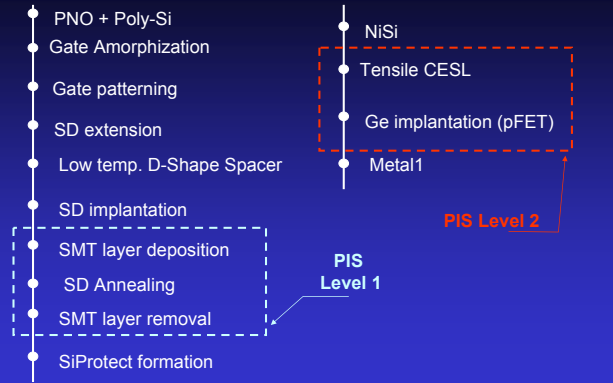 PNO + Poly-Si
Gate Amorphization
Gate patterning
SD extension
Low temp. D-Shape Spacer
SD implantation
SMT layer deposition
SD Annealing
SMT layer removal
SiProtect formation
PIS
Level 1
NiSi
Tensile CESL
Ge implantation (pFET)
Metal1
PIS Level 2